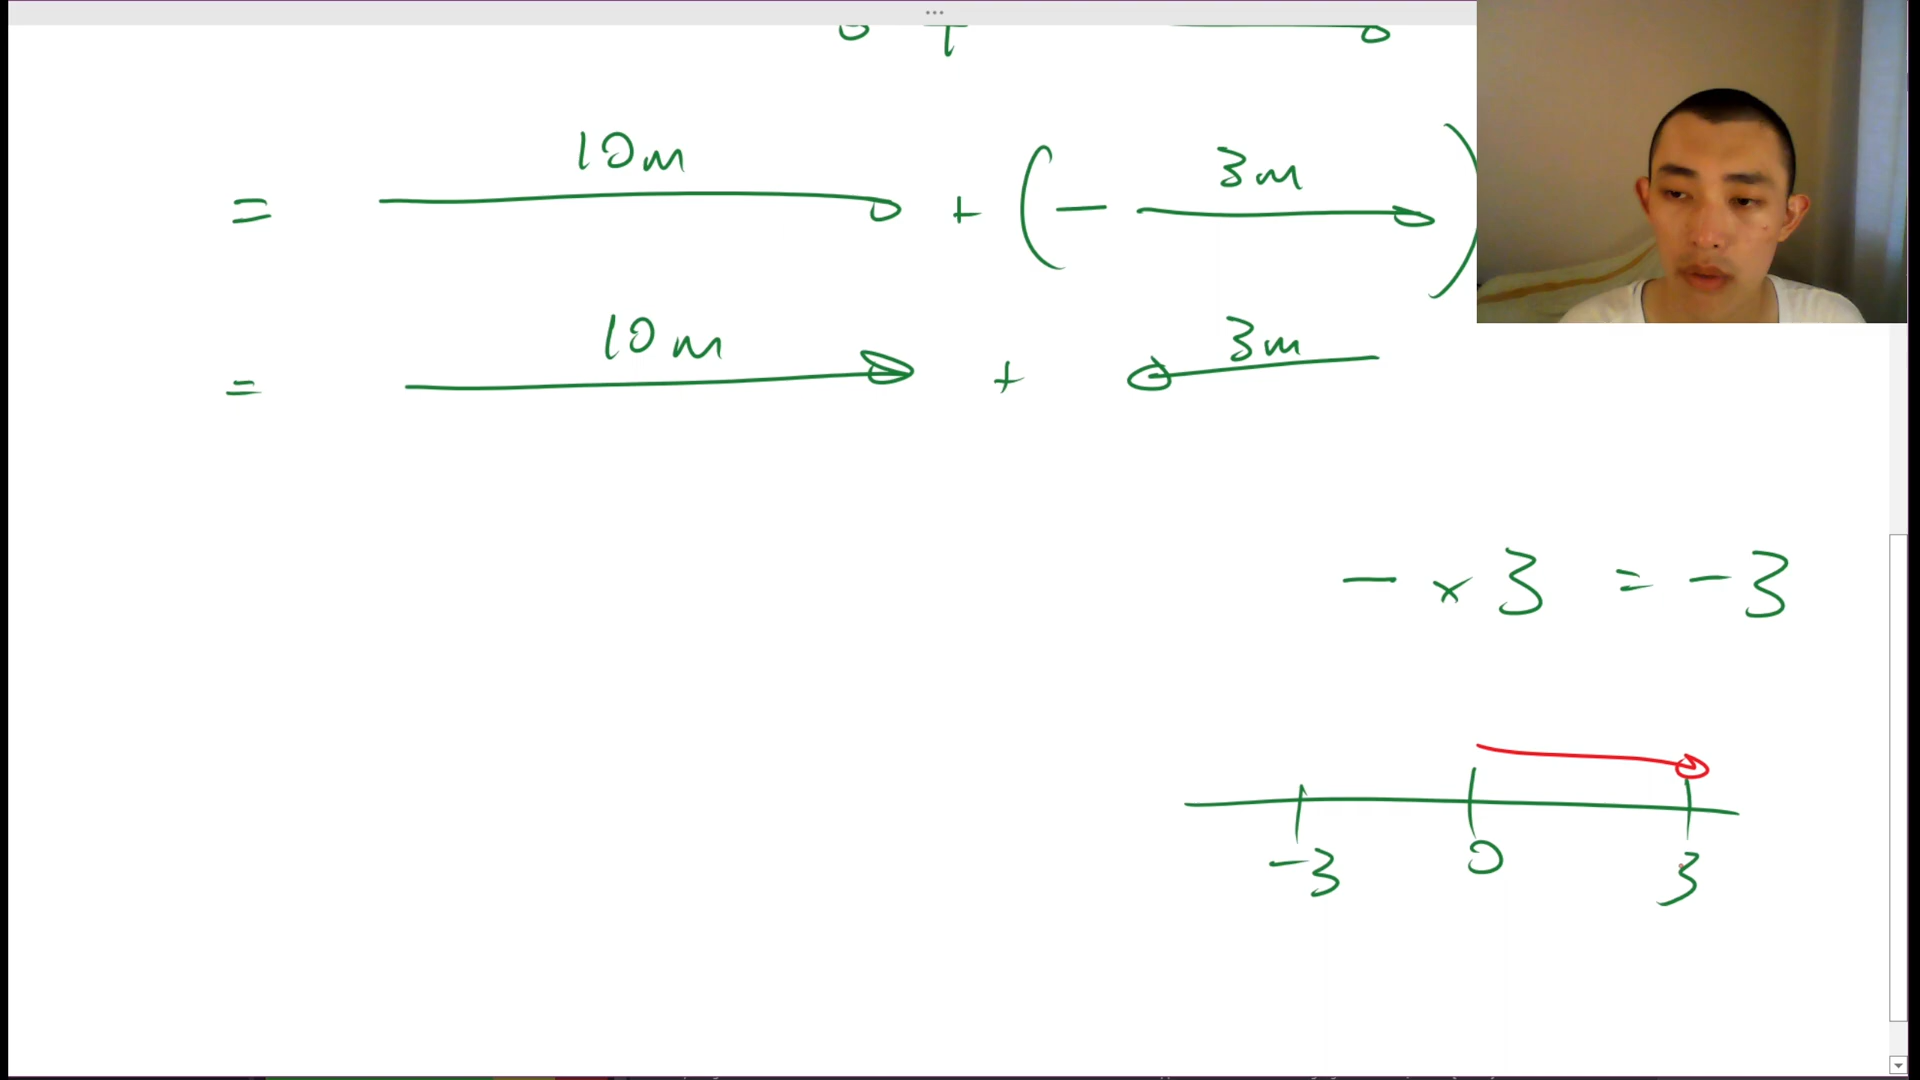 = 10m + (- 3m)
= 10m + 3m
- × 3 = -3
-3 0 3